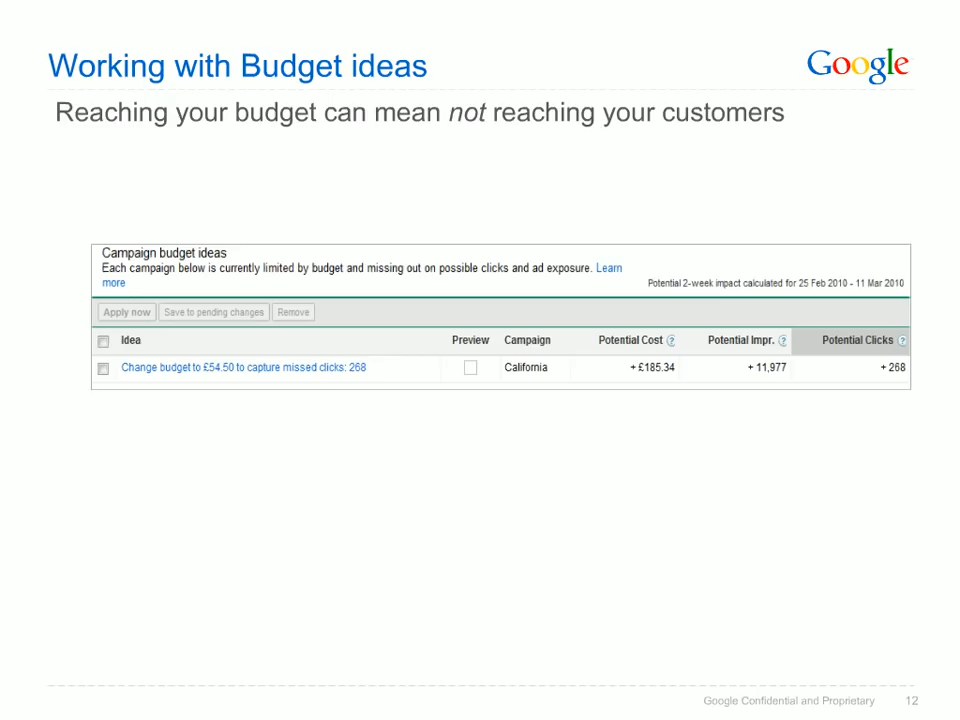 Working with Budget ideas
Google
Reaching your budget can mean not reaching your customers
Campaign budget ideas
Each campaign below is currently limited by budget and missing out on possible clicks and ad exposure. Learn
more
Potential 2-week impact calculated for 25 Feb 2010 - 11 Mar 2010
Apply now Save to pending changes Remove
Idea Preview Campaign Potential Cost ? Potential Impr. ? Potential Clicks ?
Change budget to £54.50 to capture missed clicks: 268 California + £185.34 + 11,977 + 268
Google Confidential and Proprietary 12